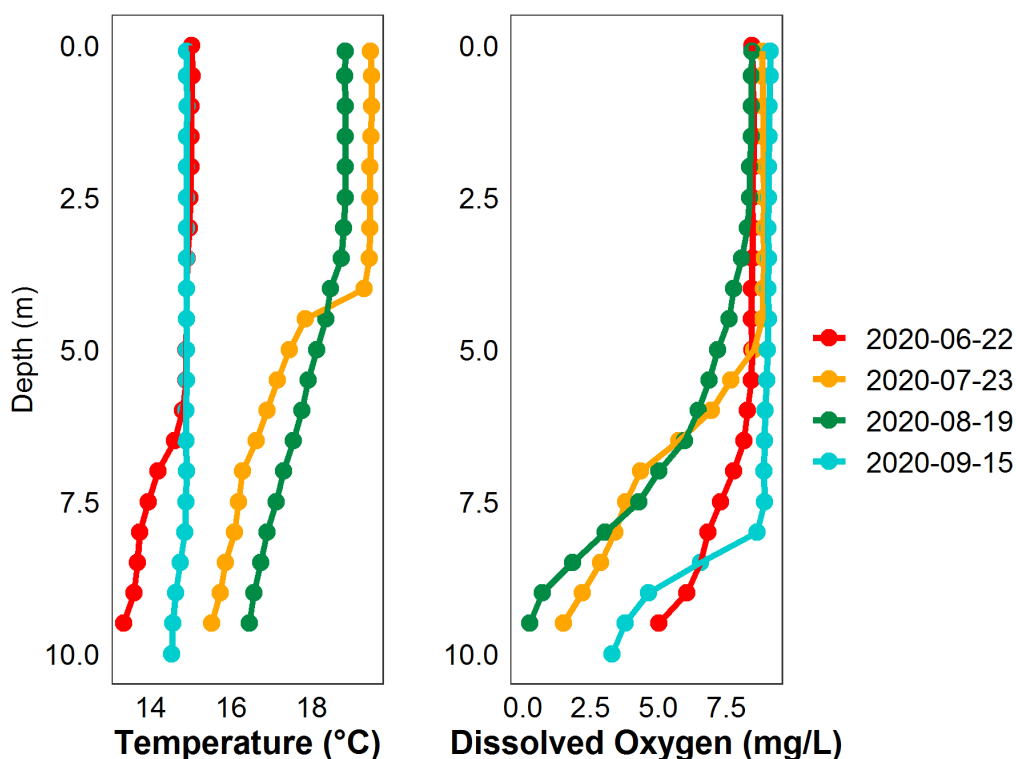 0.0
2.5
5.0
7.5
10.0
Depth (m)
14 16 18
Temperature (°C)
0.0
2.5
5.0
7.5
10.0
0.0 2.5 5.0 7.5
Dissolved Oxygen (mg/L)
2020-06-22
2020-07-23
2020-08-19
2020-09-15